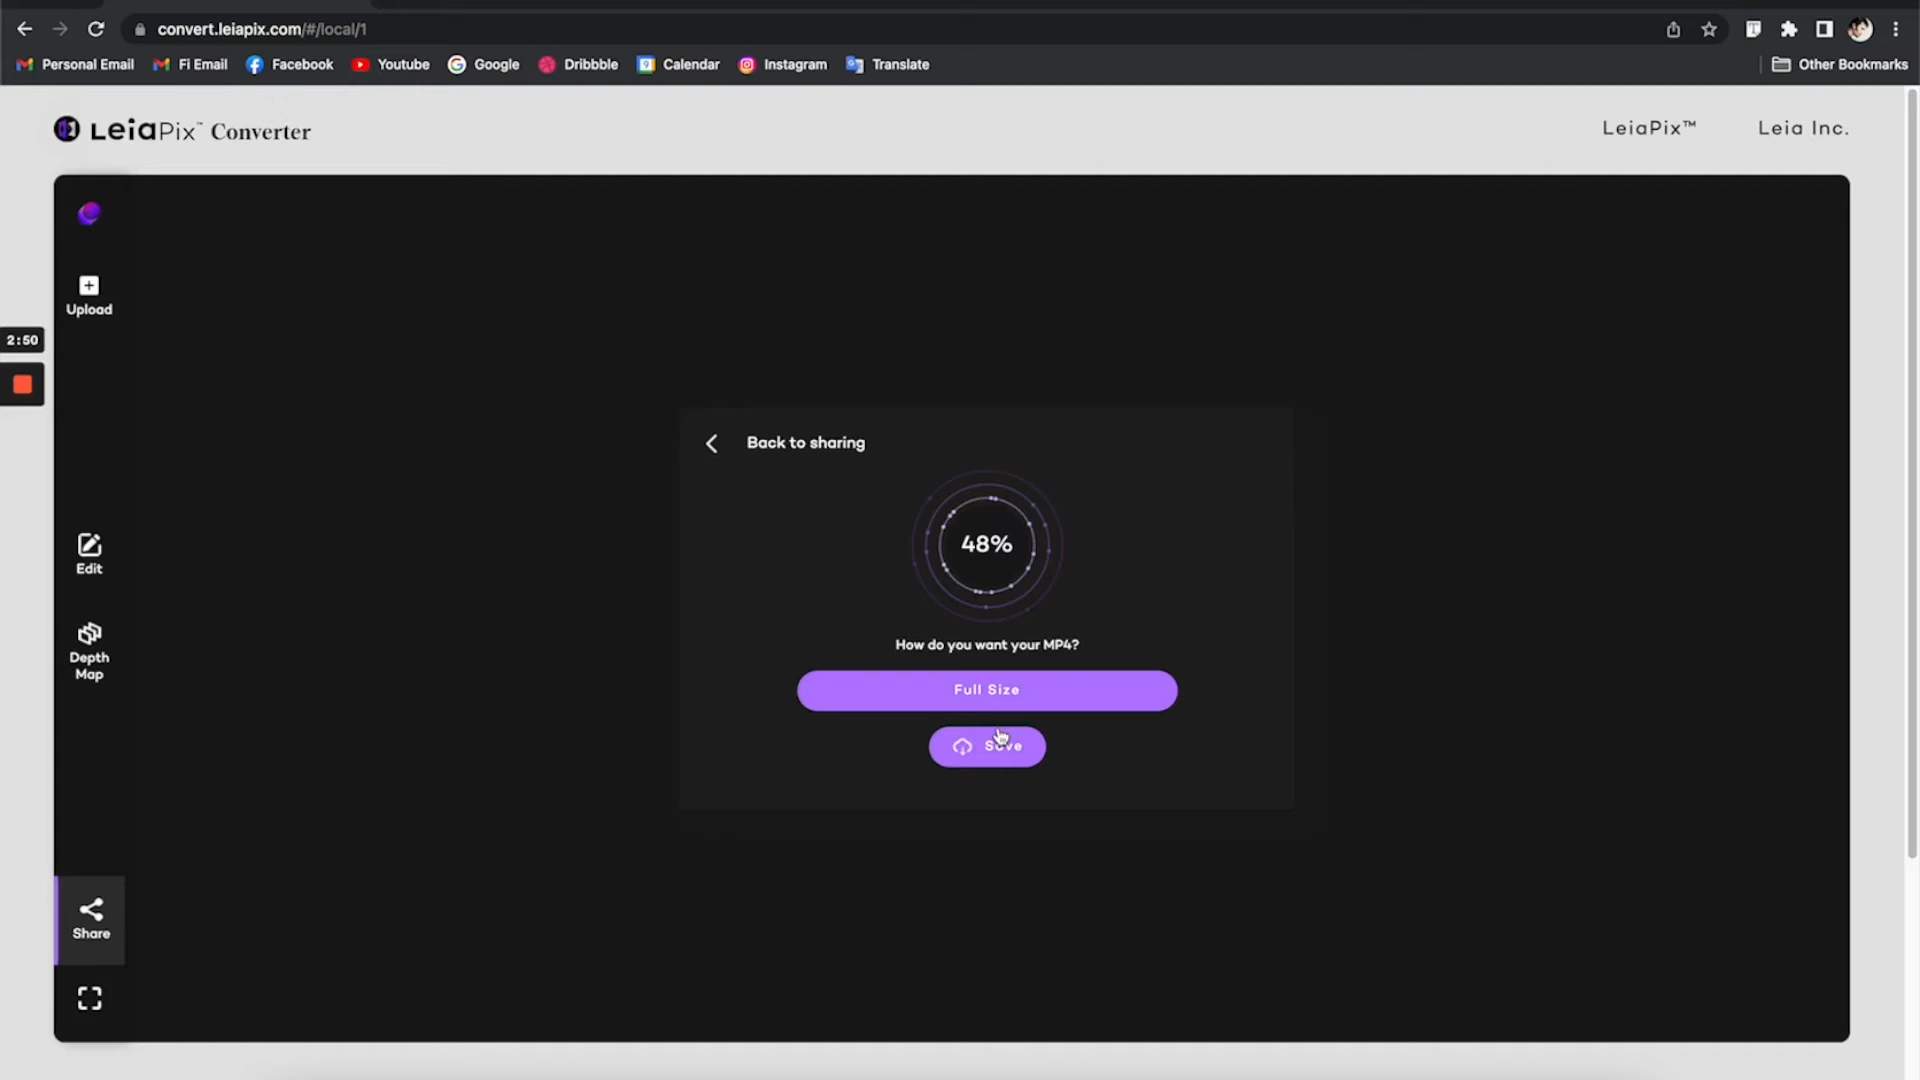 convert.leiapix.com/#/local/1
Personal Email Fi Email Facebook Youtube Google Dribbble Calendar Instagram Translate Other Bookmarks
LeiaPix™ Converter
LeiaPix™ Leia Inc.
Upload
2:50
Back to sharing
48%
How do you want your MP4?
Full Size
Save
Edit
Depth
Map
Share